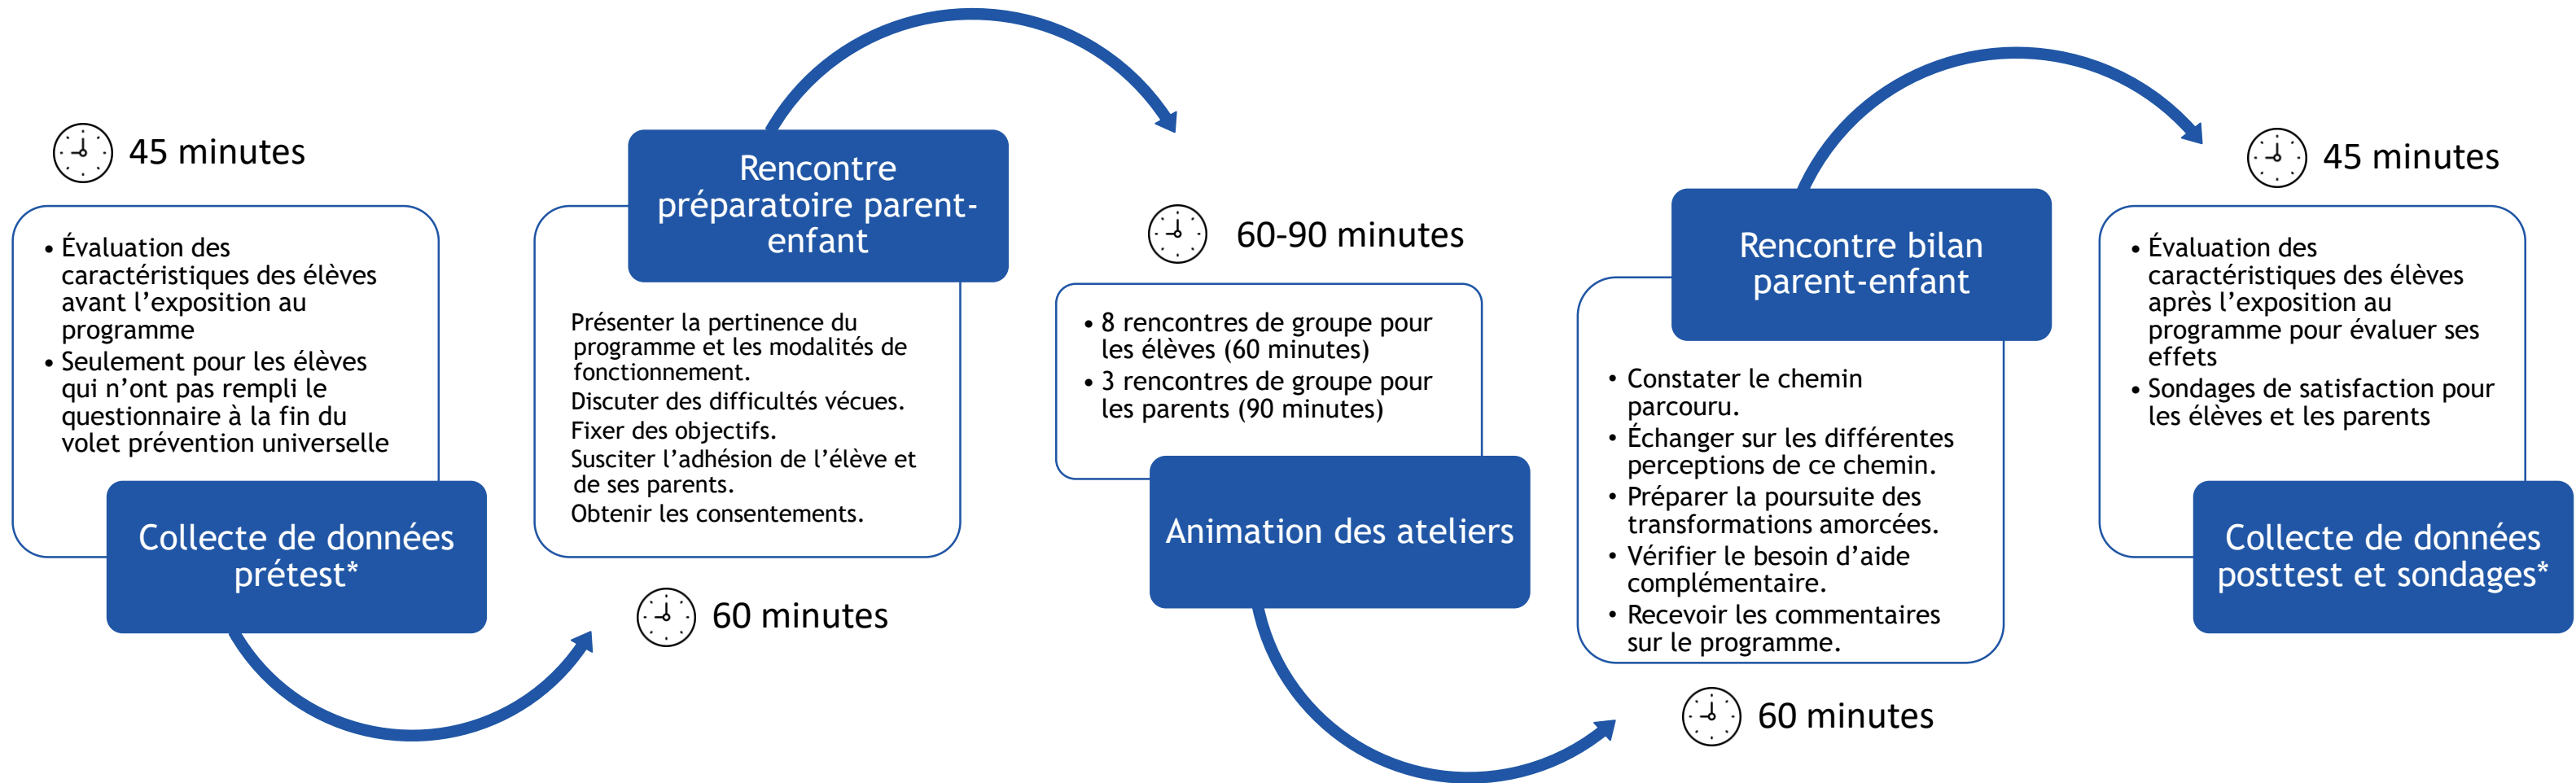 45 minutes
• Évaluation des
caractéristiques des élèves
avant l’exposition au
programme
• Seulement pour les élèves
qui n’ont pas rempli le
questionnaire à la fin du
volet prévention universelle
Collecte de données
prétest*
Rencontre
préparatoire parent-
enfant
Présenter la pertinence du
programme et les modalités de
fonctionnement.
Discuter des difficultés vécues.
Fixer des objectifs.
Susciter l’adhésion de l’élève et
de ses parents.
Obtenir les consentements.
60 minutes
60-90 minutes
• 8 rencontres de groupe pour
les élèves (60 minutes)
• 3 rencontres de groupe pour
les parents (90 minutes)
Animation des ateliers
Rencontre bilan
parent-enfant
• Constater le chemin
parcouru.
• Échanger sur les différentes
perceptions de ce chemin.
• Préparer la poursuite des
transformations amorcées.
• Vérifier le besoin d’aide
complémentaire.
• Recevoir les commentaires
sur le programme.
60 minutes
45 minutes
• Évaluation des
caractéristiques des élèves
après l’exposition au
programme pour évaluer ses
effets
• Sondages de satisfaction pour
les élèves et les parents
Collecte de données
posttest et sondages*